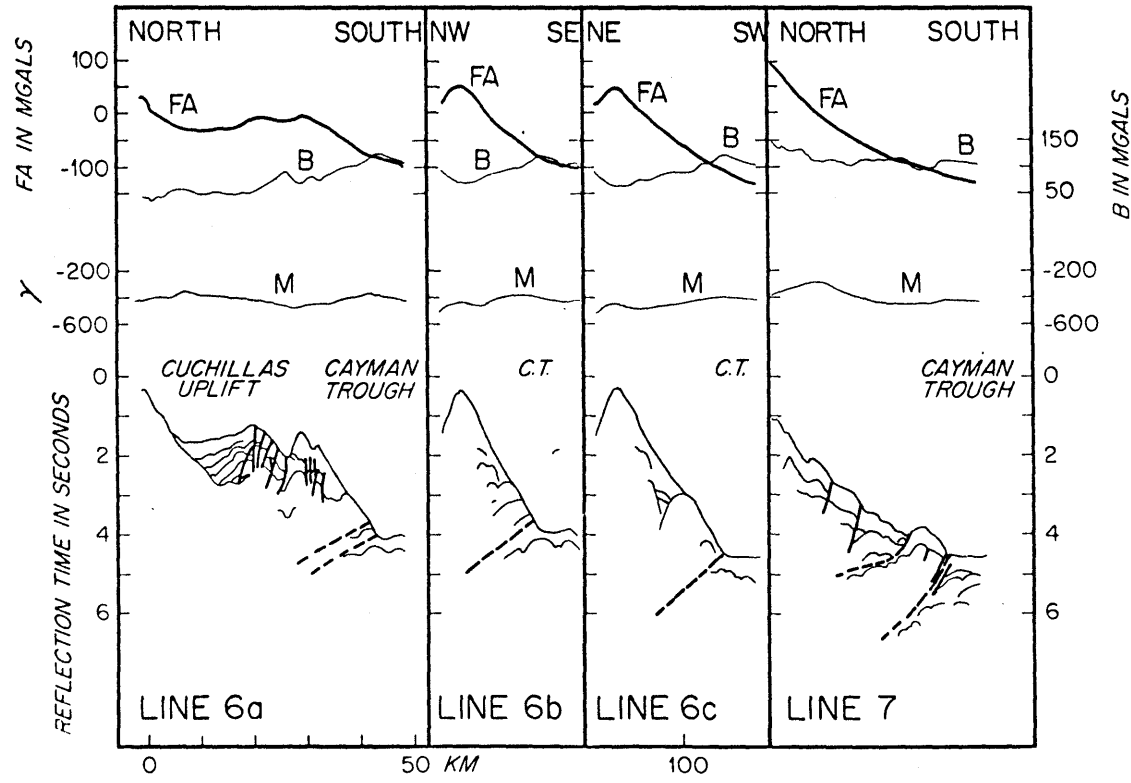 NORTH SOUTH NW SE NE SW NORTH SOUTH
FA IN MGALS
100
0
-100
FA
B
FA
B
FA
B
FA
B
150
50
B IN MGALS
γ
-200
-600
M
M
M
M
REFLECTION TIME IN SECONDS
0
2
4
6
CUCHILLAS
UPLIFT
CAYMAN
TROUGH
C.T.
C.T.
CAYMAN
TROUGH
0
2
4
6
-200
-600
LINE 6a
LINE 6b
LINE 6c
LINE 7
0 50 KM 100